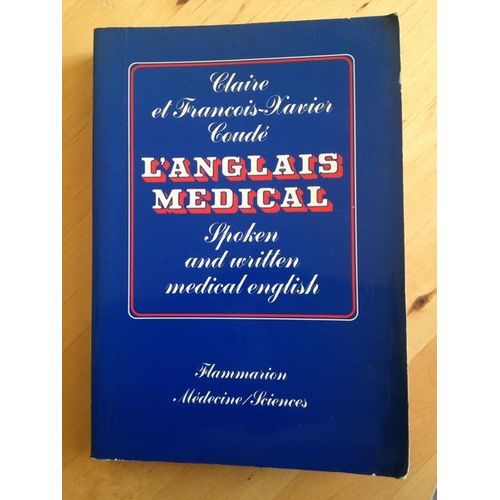 Claire
et François-Xavier
Coudé
L'ANGLAIS
MEDICAL
Spoken
and written
medical english
Flammarion
Médecine/Sciences